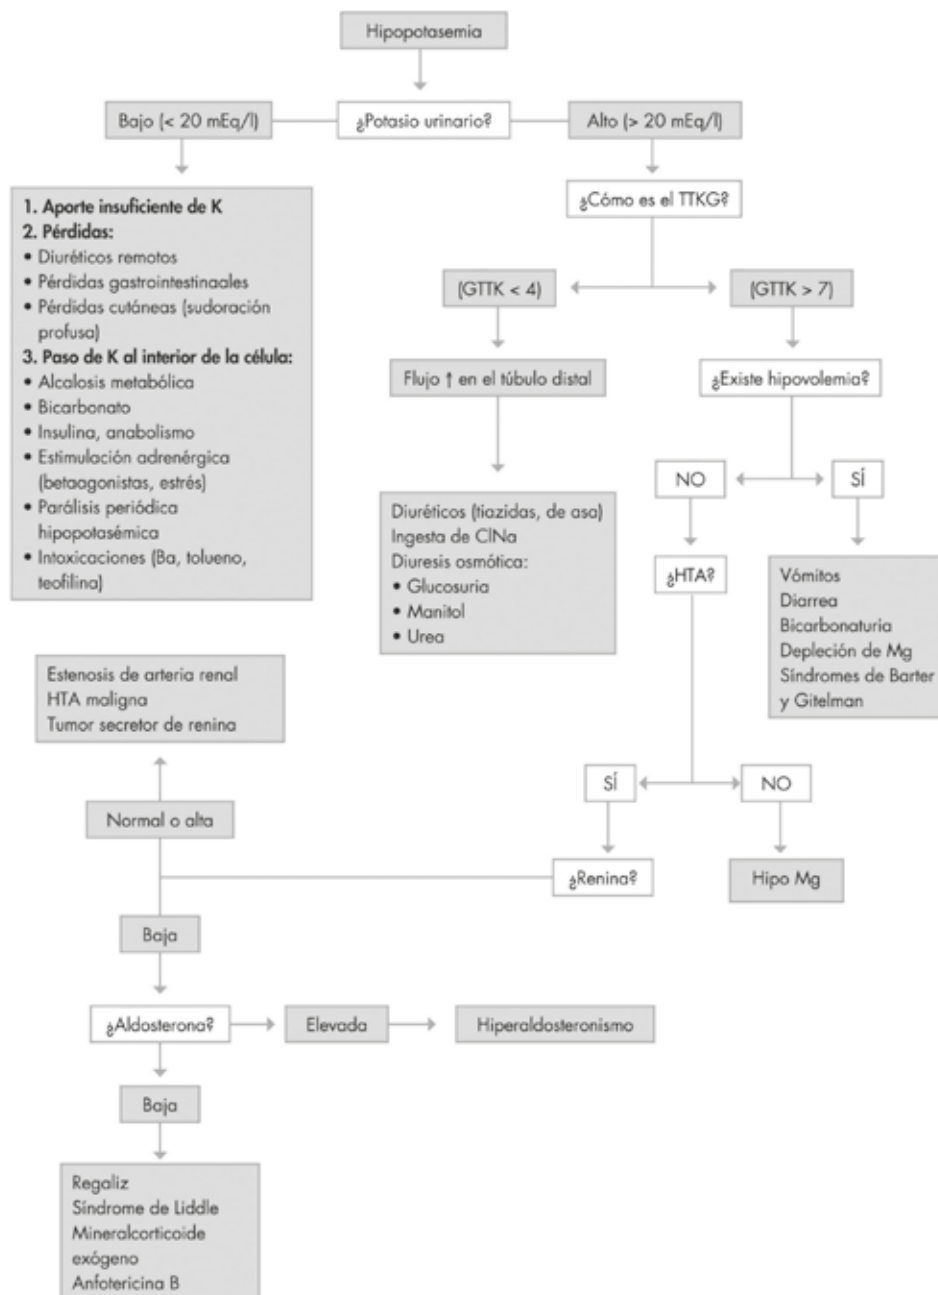 Hipopotasemia
Bajo (< 20 mEq/l)
¿Potasio urinario?
Alto (> 20 mEq/l)
1. Aporte insuficiente de K
2. Pérdidas:
• Diuréticos remotos
• Pérdidas gastrointestinaales
• Pérdidas cutáneas (sudoración
profusa)
3. Paso de K al interior de la célula:
• Alcalosis metabólica
• Bicarbonato
• Insulina, anabolismo
• Estimulación adrenérgica
(betaagonistas, estrés)
• Parálisis periódica
hipopotasémica
• Intoxicaciones (Ba, tolueno,
teofilina)
¿Cómo es el TTKG?
(GTTK < 4)
(GTTK > 7)
Flujo ↑ en el túbulo distal
¿Existe hipovolemia?
Diuréticos (tiazidas, de asa)
Ingesta de ClNa
Diuresis osmótica:
• Glucosuria
• Manitol
• Urea
NO
SÍ
¿HTA?
Vómitos
Diarrea
Bicarbonaturia
Depleción de Mg
Síndromes de Barter
y Gitelman
Estenosis de arteria renal
HTA maligna
Tumor secretor de renina
SÍ
NO
Normal o alta
¿Renina?
Hipo Mg
Baja
¿Aldosterona?
Elevada
Hiperaldosteronismo
Baja
Regaliz
Síndrome de Liddle
Mineralcorticoide
exógeno
Anfotericina B